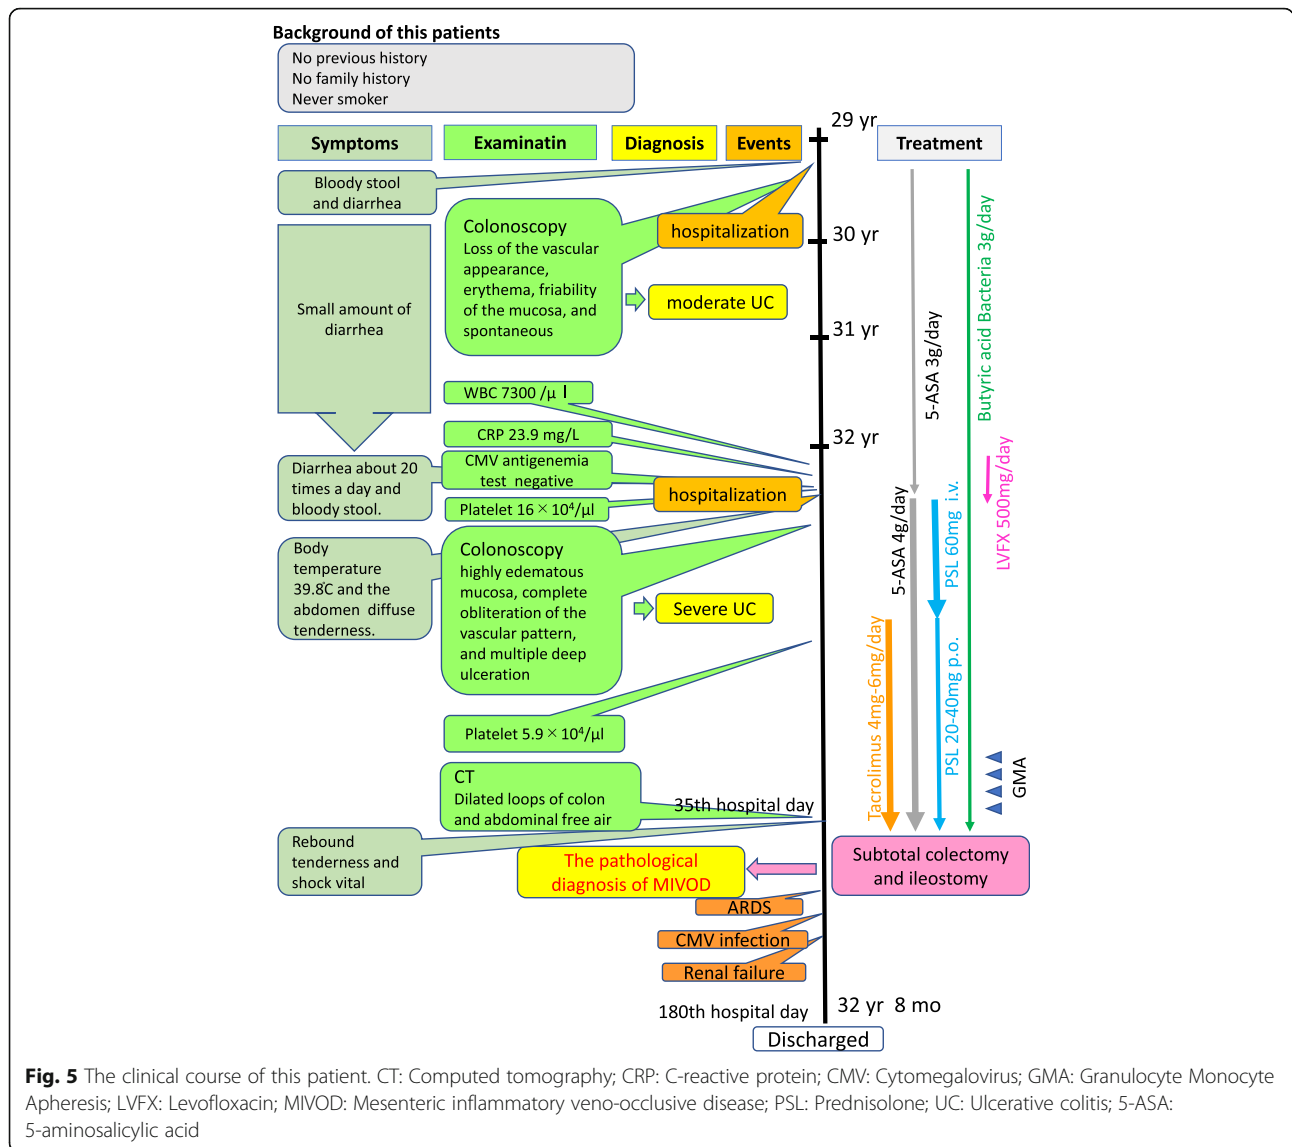 Background of this patients
No previous history
No family history
Never smoker
Symptoms
Examinatin
Diagnosis
Events
29 yr
Treatment
Bloody stool
and diarrhea
Colonoscopy
Loss of the vascular
appearance,
erythema, friability
of the mucosa, and
spontaneous
hospitalization
30 yr
moderate UC
Small amount of
diarrhea
31 yr
5-ASA 3g/day
Butyric acid Bacteria 3g/day
WBC 7300 /μ l
CRP 23.9 mg/L
32 yr
CMV antigenemia
test negative
Diarrhea about 20
times a day and
bloody stool.
hospitalization
Platelet 16 × 10⁴/μl
LVFX 500mg/day
5-ASA 4g/day
PSL 60mg i.v.
Body
temperature
39.8℃ and the
abdomen diffuse
tenderness.
Colonoscopy
highly edematous
mucosa, complete
obliteration of the
vascular pattern,
and multiple deep
ulceration
Severe UC
Tacrolimus 4mg-6mg/day
PSL 20-40mg p.o.
Platelet 5.9 × 10⁴/μl
GMA
CT
Dilated loops of colon
and abdominal free air
35th hospital day
Rebound
tenderness and
shock vital
The pathological
diagnosis of MIVOD
Subtotal colectomy
and ileostomy
ARDS
CMV infection
Renal failure
180th hospital day
32 yr 8 mo
Discharged
Fig. 5 The clinical course of this patient. CT: Computed tomography; CRP: C-reactive protein; CMV: Cytomegalovirus; GMA: Granulocyte Monocyte
Apheresis; LVFX: Levofloxacin; MIVOD: Mesenteric inflammatory veno-occlusive disease; PSL: Prednisolone; UC: Ulcerative colitis; 5-ASA:
5-aminosalicylic acid